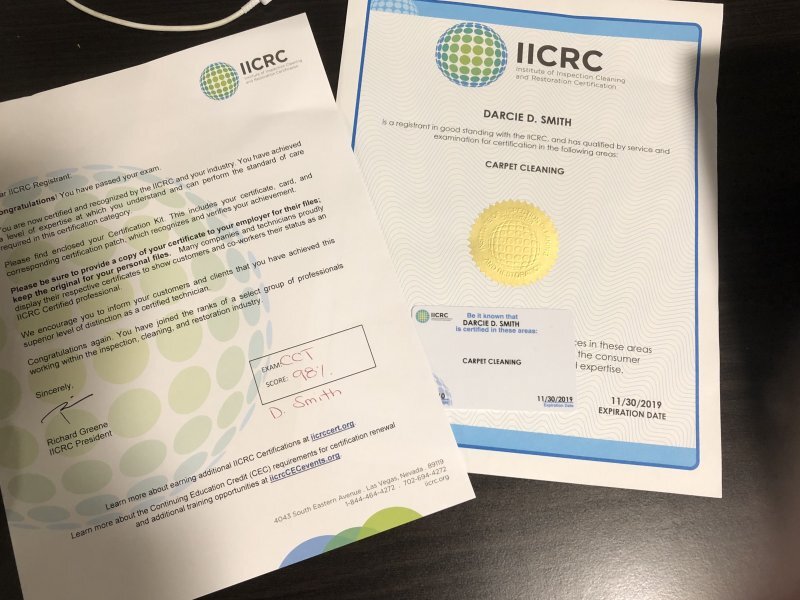 IICRC
Institute of Inspection Cleaning
and Restoration Certification
IICRC Registrant:
Congratulations! You have passed your exam.
You are now certified and recognized by the IICRC and your industry. You have achieved
a level of expertise at which you understand and can perform the standard of care
required in this certification category.
Please find enclosed your Certification Kit. This includes your certificate, card, and
corresponding certification patch, which recognizes and verifies your achievement.
Please be sure to provide a copy of your certificate to your employer for their files;
keep the original for your personal files. Many companies and technicians proudly
display their respective certificates to show customers and co-workers their status as an
IICRC Certified professional.
We encourage you to inform your customers and clients that you have achieved this
superior level of distinction as a certified technician.
Congratulations again. You have joined the ranks of a select group of professionals
working within the inspection, cleaning, and restoration industry.
Sincerely,
Richard Greene
IICRC President
EXAM: CCT
SCORE: 98%
D. Smith
Learn more about earning additional IICRC Certifications at iicrccert.org
Learn more about the Continuing Education Credit (CEC) requirements for certification renewal
and additional training opportunities at iicrcCECevents.org.
4043 South Eastern Avenue Las Vegas, Nevada 89119
1-844-464-4272 702-694-4272
iicrc.org
IICRC
Institute of Inspection Cleaning
and Restoration Certification
DARCIE D. SMITH
is a registrant in good standing with the IICRC, and has qualified by service and
examination for certification in the following areas:
CARPET CLEANING
IICRC
Be it known that
DARCIE D. SMITH
is certified in these areas:
CARPET CLEANING
11/30/2019
Expiration Date
ces in these areas
the consumer
expertise.
11/30/2019
EXPIRATION DATE